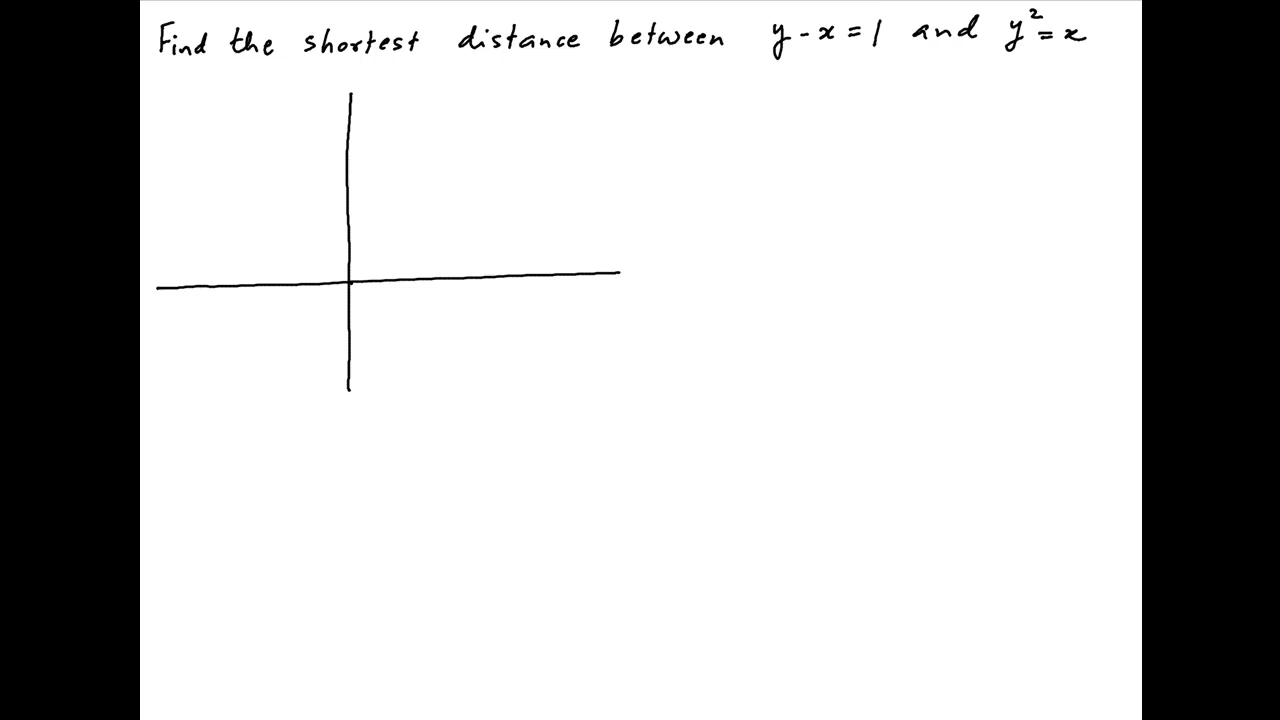 Find the shortest distance between y - x = 1 and y² = x